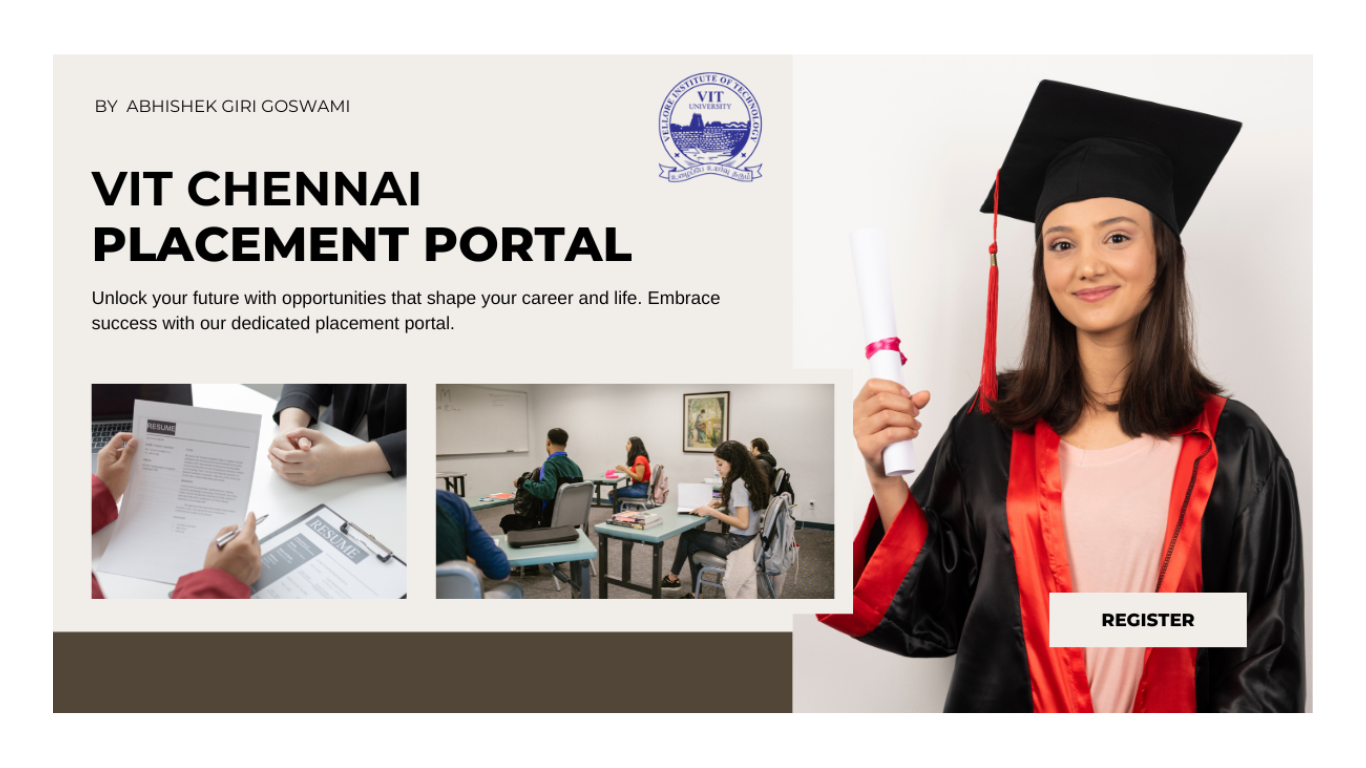 BY ABHISHEK GIRI GOSWAMI
VELLORE INSTITUTE OF TECHNOLOGY
VIT
UNIVERSITY
VIT CHENNAI
PLACEMENT PORTAL
Unlock your future with opportunities that shape your career and life. Embrace
success with our dedicated placement portal.
RESUME
RESUME
REGISTER